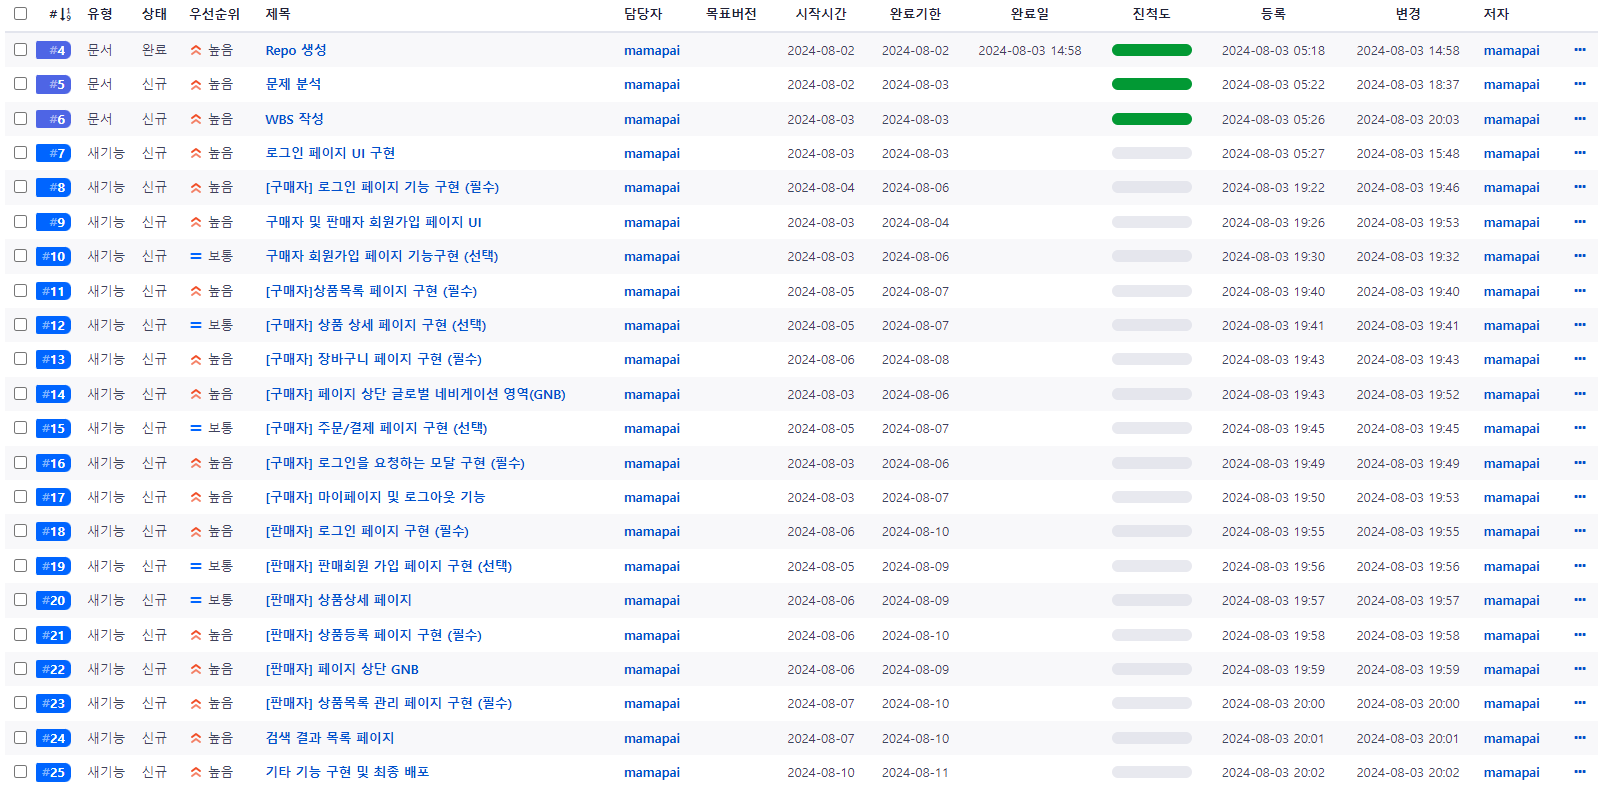 # 유형 상태 우선순위 제목 담당자 목표버전 시작시간 완료기한 완료일 진척도 등록 변경 저자
#4 문서 완료 높음 Repo 생성 mamapai 2024-08-02 2024-08-02 2024-08-03 14:58 2024-08-03 05:18 2024-08-03 14:58 mamapai ···
#5 문서 신규 높음 문제 분석 mamapai 2024-08-02 2024-08-03 2024-08-03 05:22 2024-08-03 18:37 mamapai ···
#6 문서 신규 높음 WBS 작성 mamapai 2024-08-03 2024-08-03 2024-08-03 05:26 2024-08-03 20:03 mamapai ···
#7 새기능 신규 높음 로그인 페이지 UI 구현 mamapai 2024-08-03 2024-08-03 2024-08-03 05:27 2024-08-03 15:48 mamapai ···
#8 새기능 신규 높음 [구매자] 로그인 페이지 기능 구현 (필수) mamapai 2024-08-04 2024-08-06 2024-08-03 19:22 2024-08-03 19:46 mamapai ···
#9 새기능 신규 높음 구매자 및 판매자 회원가입 페이지 UI mamapai 2024-08-03 2024-08-04 2024-08-03 19:26 2024-08-03 19:53 mamapai ···
#10 새기능 신규 보통 구매자 회원가입 페이지 기능구현 (선택) mamapai 2024-08-03 2024-08-06 2024-08-03 19:30 2024-08-03 19:32 mamapai ···
#11 새기능 신규 높음 [구매자]상품목록 페이지 구현 (필수) mamapai 2024-08-05 2024-08-07 2024-08-03 19:40 2024-08-03 19:40 mamapai ···
#12 새기능 신규 보통 [구매자] 상품 상세 페이지 구현 (선택) mamapai 2024-08-05 2024-08-07 2024-08-03 19:41 2024-08-03 19:41 mamapai ···
#13 새기능 신규 높음 [구매자] 장바구니 페이지 구현 (필수) mamapai 2024-08-06 2024-08-08 2024-08-03 19:43 2024-08-03 19:43 mamapai ···
#14 새기능 신규 높음 [구매자] 페이지 상단 글로벌 네비게이션 영역(GNB) mamapai 2024-08-03 2024-08-06 2024-08-03 19:43 2024-08-03 19:52 mamapai ···
#15 새기능 신규 보통 [구매자] 주문/결제 페이지 구현 (선택) mamapai 2024-08-05 2024-08-07 2024-08-03 19:45 2024-08-03 19:45 mamapai ···
#16 새기능 신규 높음 [구매자] 로그인을 요청하는 모달 구현 (필수) mamapai 2024-08-03 2024-08-06 2024-08-03 19:49 2024-08-03 19:49 mamapai ···
#17 새기능 신규 높음 [구매자] 마이페이지 및 로그아웃 기능 mamapai 2024-08-03 2024-08-07 2024-08-03 19:50 2024-08-03 19:53 mamapai ···
#18 새기능 신규 높음 [판매자] 로그인 페이지 구현 (필수) mamapai 2024-08-06 2024-08-10 2024-08-03 19:55 2024-08-03 19:55 mamapai ···
#19 새기능 신규 보통 [판매자] 판매회원 가입 페이지 구현 (선택) mamapai 2024-08-05 2024-08-09 2024-08-03 19:56 2024-08-03 19:56 mamapai ···
#20 새기능 신규 보통 [판매자] 상품상세 페이지 mamapai 2024-08-06 2024-08-09 2024-08-03 19:57 2024-08-03 19:57 mamapai ···
#21 새기능 신규 높음 [판매자] 상품등록 페이지 구현 (필수) mamapai 2024-08-06 2024-08-10 2024-08-03 19:58 2024-08-03 19:58 mamapai ···
#22 새기능 신규 높음 [판매자] 페이지 상단 GNB mamapai 2024-08-06 2024-08-09 2024-08-03 19:59 2024-08-03 19:59 mamapai ···
#23 새기능 신규 높음 [판매자] 상품목록 관리 페이지 구현 (필수) mamapai 2024-08-07 2024-08-10 2024-08-03 20:00 2024-08-03 20:00 mamapai ···
#24 새기능 신규 높음 검색 결과 목록 페이지 mamapai 2024-08-07 2024-08-10 2024-08-03 20:01 2024-08-03 20:01 mamapai ···
#25 새기능 신규 높음 기타 기능 구현 및 최종 배포 mamapai 2024-08-10 2024-08-11 2024-08-03 20:02 2024-08-03 20:02 mamapai ···